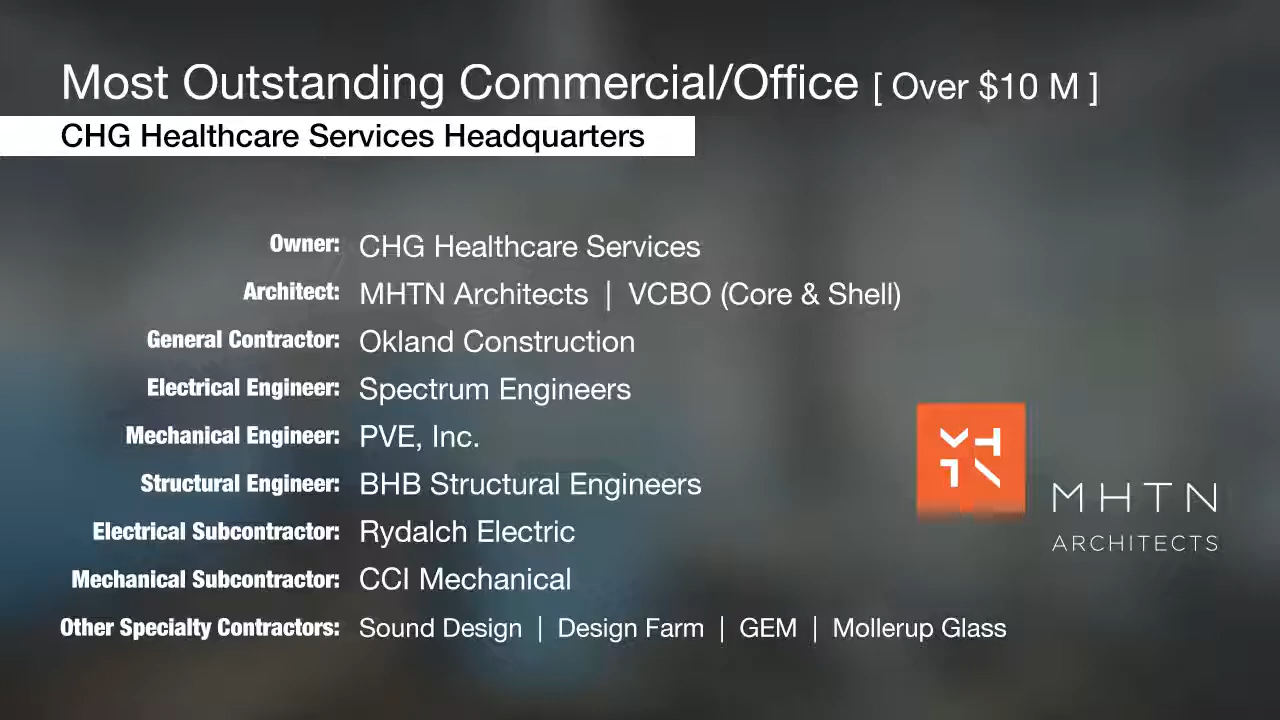 Most Outstanding Commercial/Office [ Over $10 M ]
CHG Healthcare Services Headquarters
Owner: CHG Healthcare Services
Architect: MHTN Architects | VCBO (Core & Shell)
General Contractor: Okland Construction
Electrical Engineer: Spectrum Engineers
Mechanical Engineer: PVE, Inc.
Structural Engineer: BHB Structural Engineers
Electrical Subcontractor: Rydalch Electric
Mechanical Subcontractor: CCI Mechanical
Other Specialty Contractors: Sound Design | Design Farm | GEM | Mollerup Glass
MH
TN
MHTN
ARCHITECTS